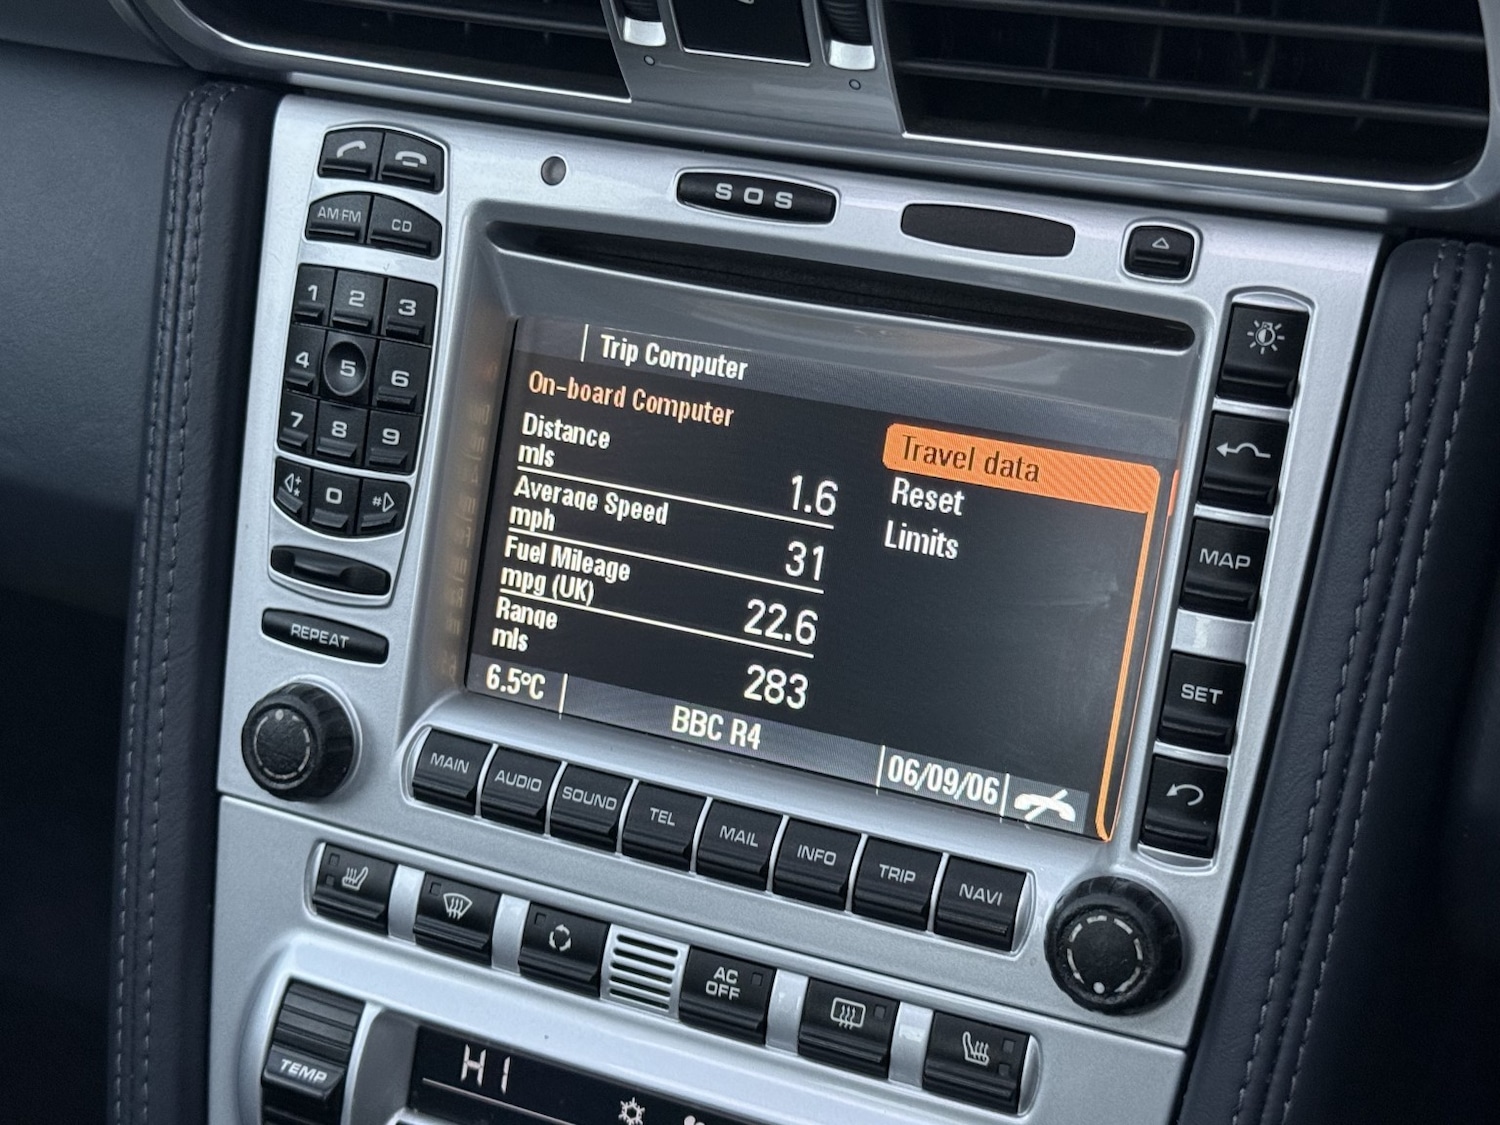 SOS
AM FM
CD
1 2 3
4 5 6
7 8 9
0 #
REPEAT
Trip Computer
On-board Computer
Distance
mls
1.6
Average Speed
mph
31
Fuel Mileage
mpg (UK)
22.6
Range
mls
283
Travel data
Reset
Limits
6.5°C
BBC R4
06/09/06
MAP
SET
MAIN
AUDIO
SOUND
TEL
MAIL
INFO
TRIP
NAVI
AC
OFF
TEMP
HI